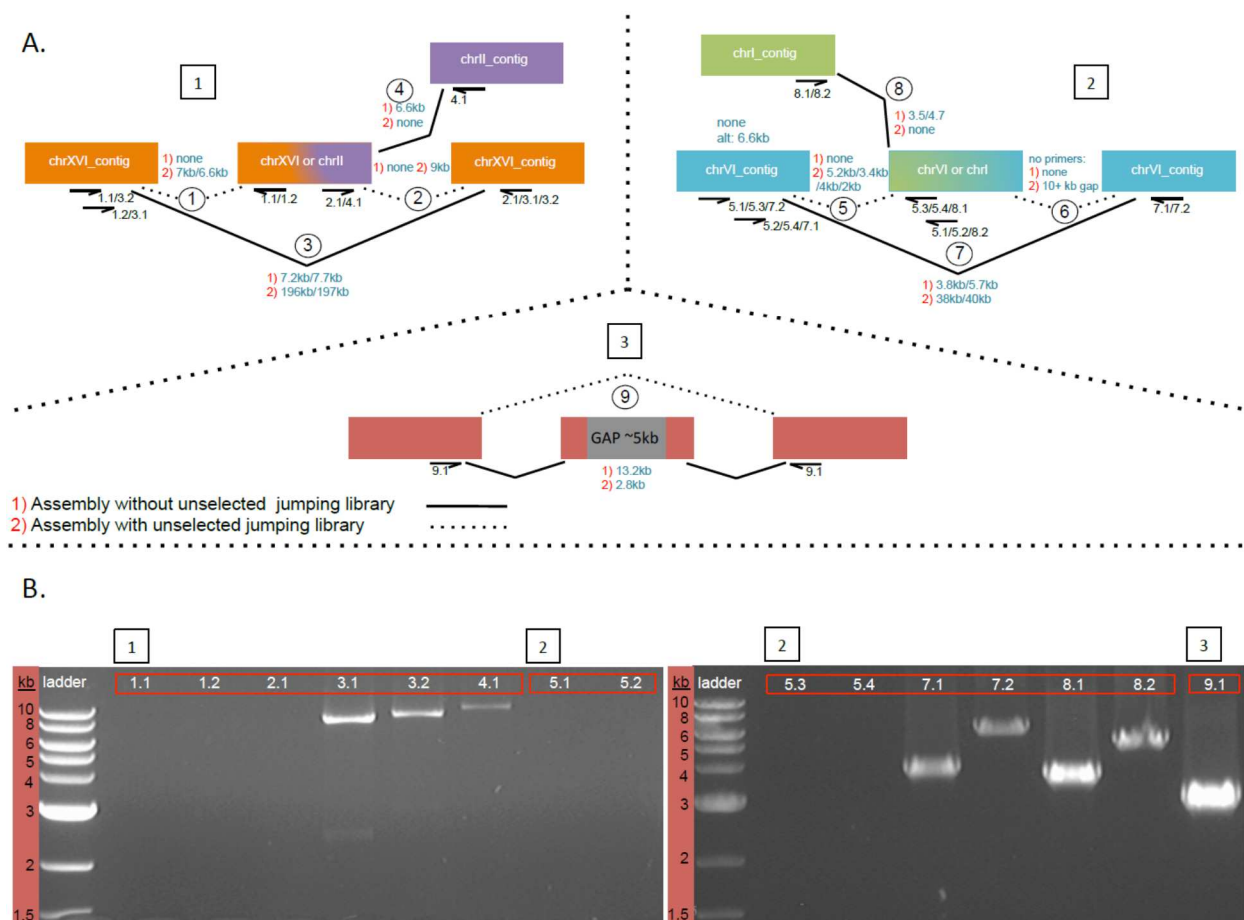 A.
1
chrII_contig
4
4.1
1) 6.6kb
2) none
chrXVI_contig
1) none
2) 7kb/6.6kb
chrXVI or chrII
1) none 2) 9kb
chrXVI_contig
1.1/3.2
1.2/3.1
1
1.1/1.2
2.1/4.1
2
2.1/3.1/3.2
3
1) 7.2kb/7.7kb
2) 196kb/197kb
2
chrI_contig
8.1/8.2
8
1) 3.5/4.7
2) none
none
alt: 6.6kb
chrVI_contig
1) none
2) 5.2kb/3.4kb
/4kb/2kb
chrVI or chrI
no primers:
1) none
2) 10+ kb gap
chrVI_contig
5.1/5.3/7.2
5.2/5.4/7.1
5
5.3/5.4/8.1
5.1/5.2/8.2
6
7.1/7.2
7
1) 3.8kb/5.7kb
2) 38kb/40kb
3
9
GAP ~5kb
9.1
9.1
1) 13.2kb
2) 2.8kb
1) Assembly without unselected jumping library
2) Assembly with unselected jumping library
B.
1
2
kb ladder 1.1 1.2 2.1 3.1 3.2 4.1 5.1 5.2
10
8
6
5
4
3
2
1.5
2
3
kb ladder 5.3 5.4 7.1 7.2 8.1 8.2 9.1
10
8
6
5
4
3
2
1.5